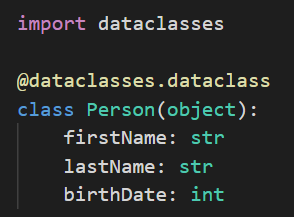 import dataclasses

@dataclasses.dataclass
class Person(object):
    firstName: str
    lastName: str
    birthDate: int